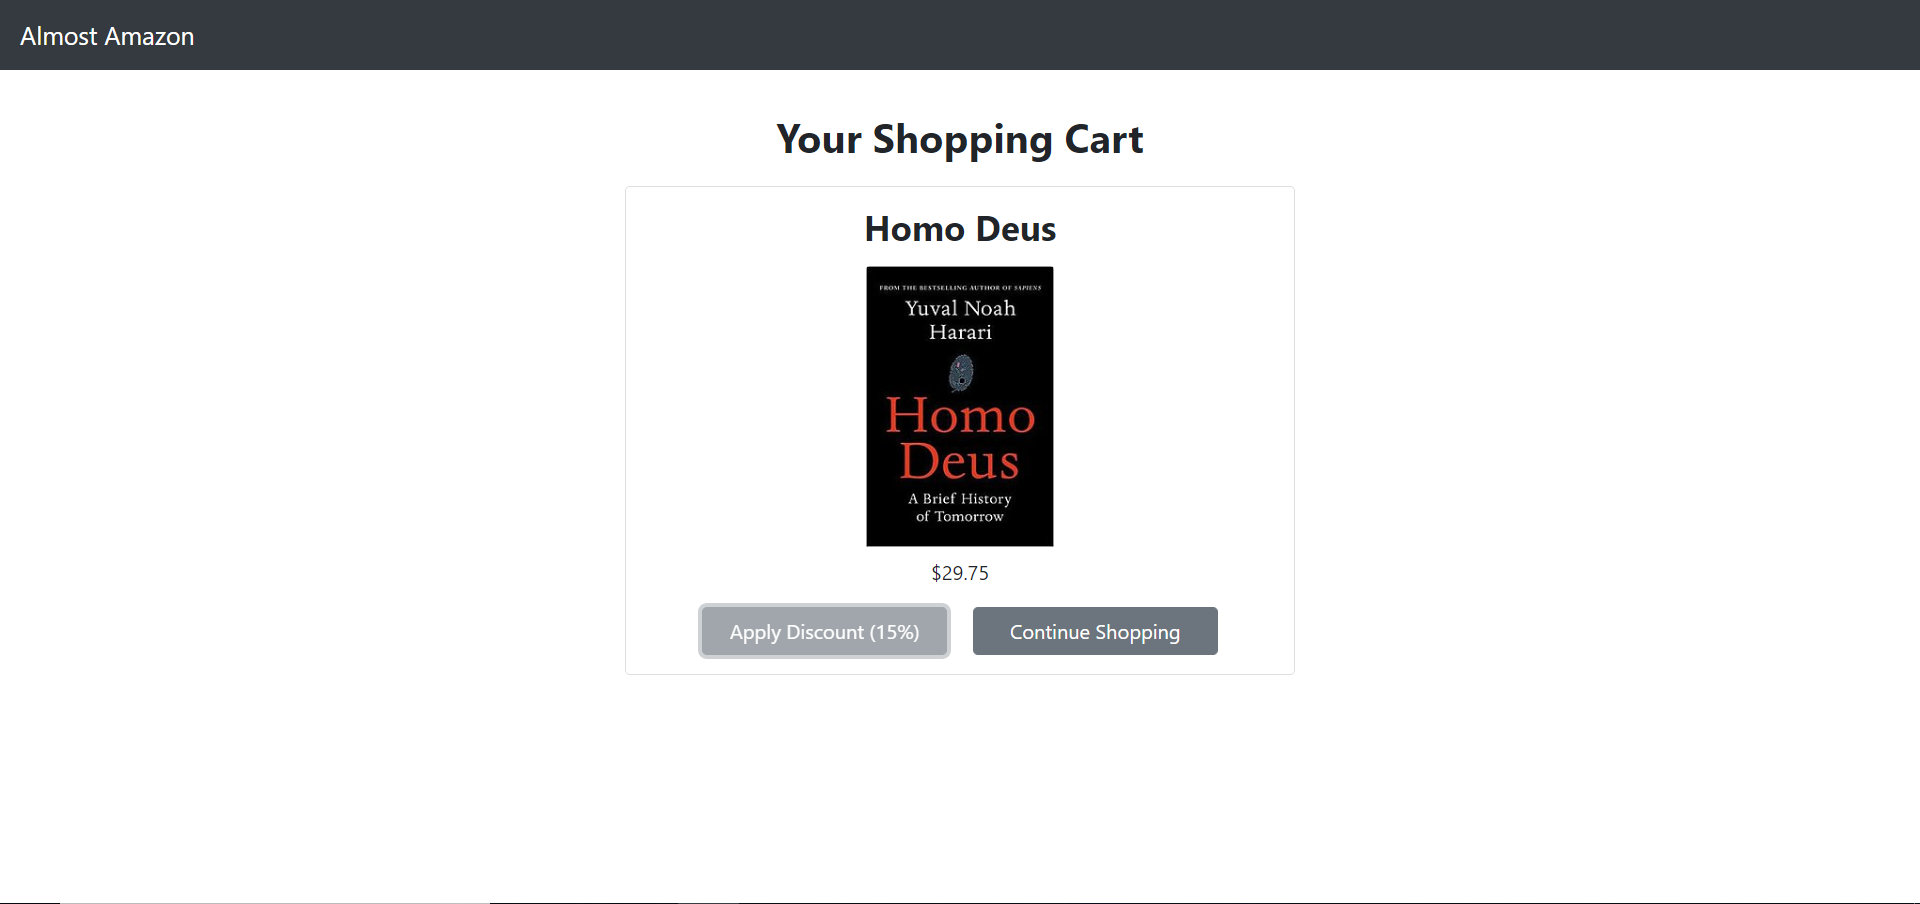 Almost Amazon
Your Shopping Cart
Homo Deus
FROM THE BESTSELLING AUTHOR OF SAPIENS
Yuval Noah
Harari
Homo
Deus
A Brief History
of Tomorrow
$29.75
Apply Discount (15%)
Continue Shopping